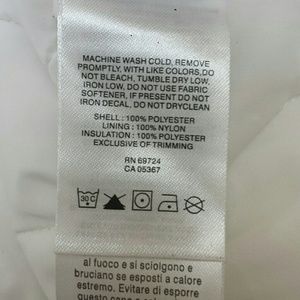 MACHINE WASH COLD, REMOVE
PROMPTLY, WITH LIKE COLORS,DO
NOT BLEACH, TUMBLE DRY LOW,
IRON LOW, DO NOT USE FABRIC
SOFTENER, IF PRESENT DO NOT
IRON DECAL, DO NOT DRYCLEAN
SHELL : 100% POLYESTER
LINING : 100% NYLON
INSULATION : 100% POLYESTER
EXCLUSIVE OF TRIMMING
RN 69724
CA 05367
30 C
al fuoco e si sciolgono e
bruciano se esposti a calore
estremo. Evitare di esporre
questo capo